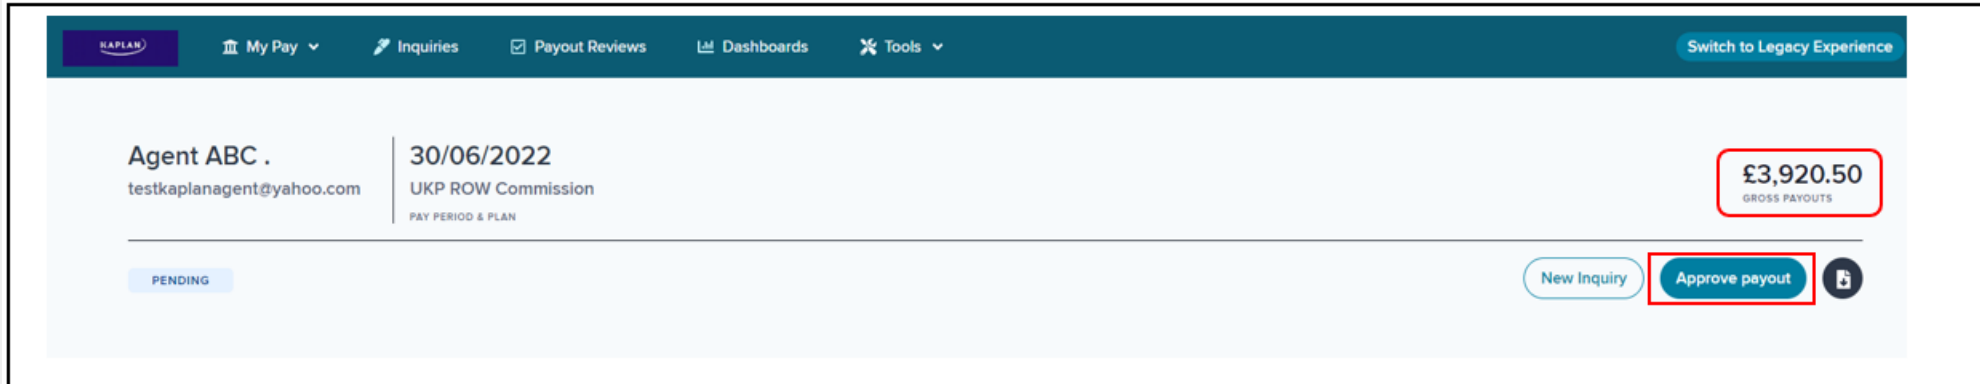 KAPLAN My Pay Inquiries Payout Reviews Dashboards Tools Switch to Legacy Experience
Agent ABC .
testkaplanagent@yahoo.com
30/06/2022
UKP ROW Commission
PAY PERIOD & PLAN
£3,920.50
GROSS PAYOUTS
PENDING
New Inquiry Approve payout